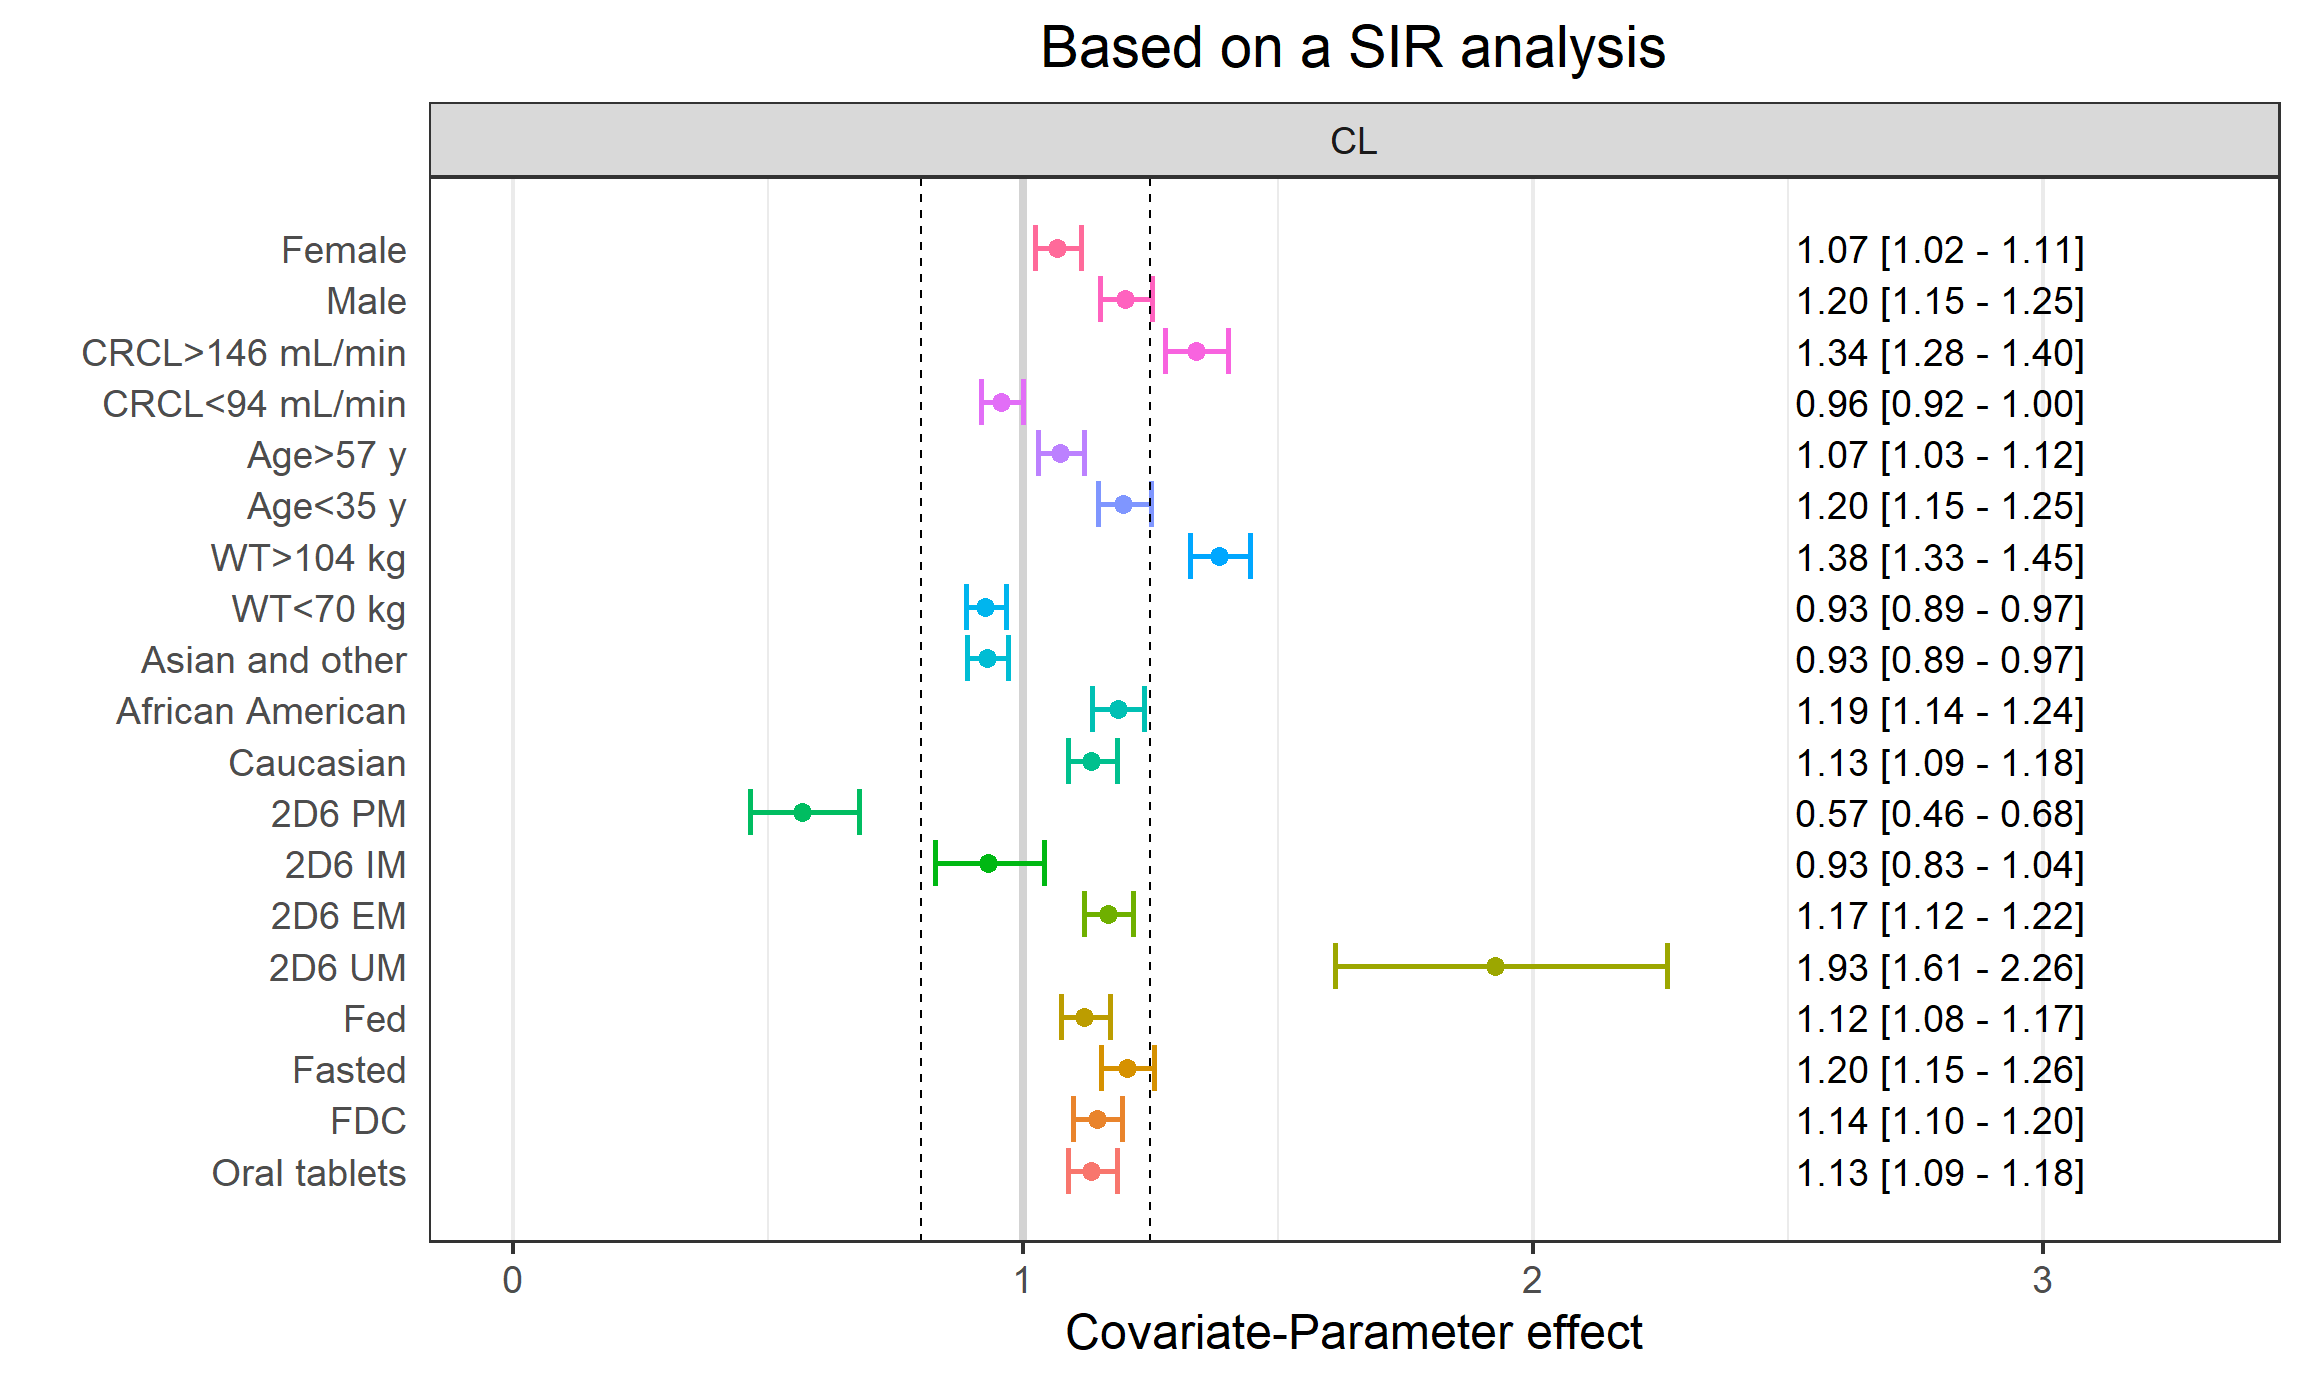 Based on a SIR analysis
CL
Female 1.07 [1.02 - 1.11]
Male 1.20 [1.15 - 1.25]
CRCL>146 mL/min 1.34 [1.28 - 1.40]
CRCL<94 mL/min 0.96 [0.92 - 1.00]
Age>57 y 1.07 [1.03 - 1.12]
Age<35 y 1.20 [1.15 - 1.25]
WT>104 kg 1.38 [1.33 - 1.45]
WT<70 kg 0.93 [0.89 - 0.97]
Asian and other 0.93 [0.89 - 0.97]
African American 1.19 [1.14 - 1.24]
Caucasian 1.13 [1.09 - 1.18]
2D6 PM 0.57 [0.46 - 0.68]
2D6 IM 0.93 [0.83 - 1.04]
2D6 EM 1.17 [1.12 - 1.22]
2D6 UM 1.93 [1.61 - 2.26]
Fed 1.12 [1.08 - 1.17]
Fasted 1.20 [1.15 - 1.26]
FDC 1.14 [1.10 - 1.20]
Oral tablets 1.13 [1.09 - 1.18]
0 1 2 3
Covariate-Parameter effect